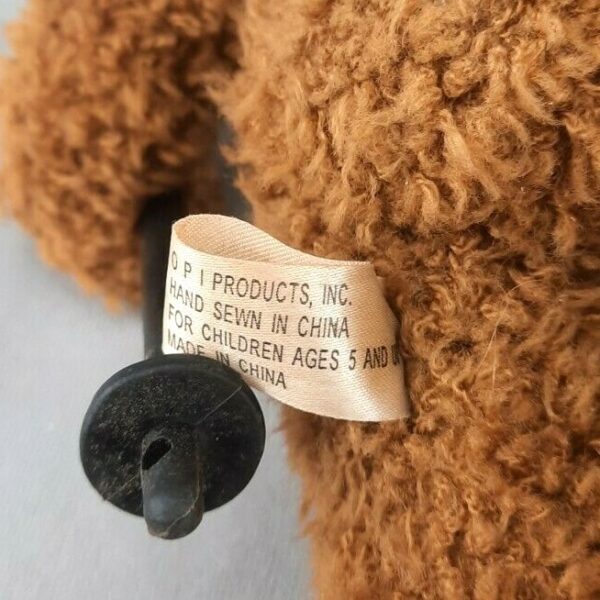 O P I PRODUCTS, INC.
HAND SEWN IN CHINA
FOR CHILDREN AGES 5 AND
MADE IN CHINA